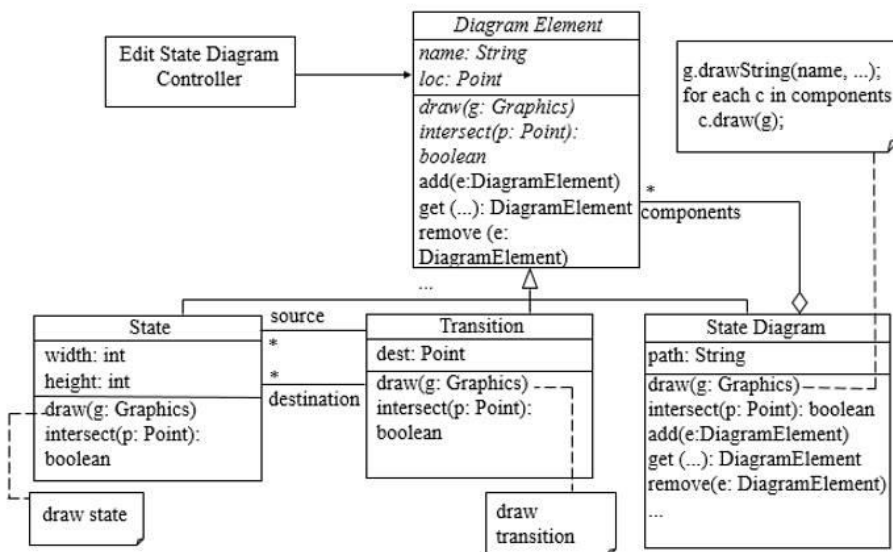 Edit State Diagram
Controller
Diagram Element
name: String
loc: Point
draw(g: Graphics)
intersect(p: Point):
boolean
add(e:DiagramElement)
get (...): DiagramElement
remove (e:
DiagramElement)
...
g.drawString(name, ...);
for each c in components
c.draw(g);
*
components
State
width: int
height: int
draw(g: Graphics)
intersect(p: Point):
boolean
draw state
source
*
*
destination
Transition
dest: Point
draw(g: Graphics)
intersect(p: Point):
boolean
draw
transition
State Diagram
path: String
draw(g: Graphics)
intersect(p: Point): boolean
add(e:DiagramElement)
get (...): DiagramElement
remove(e: DiagramElement)
...